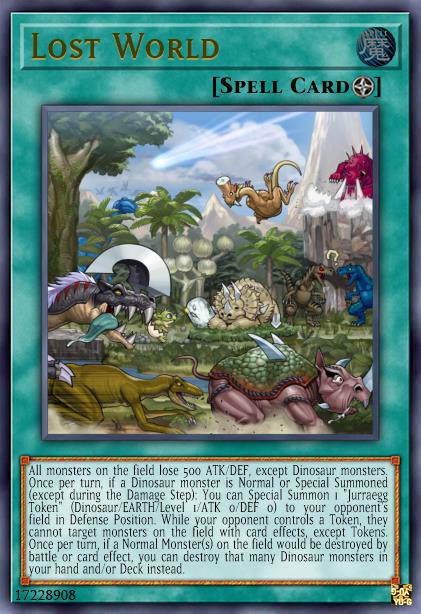 Lost World
魔
[Spell Card]
?
All monsters on the field lose 500 ATK/DEF, except Dinosaur monsters.
Once per turn, if a Dinosaur monster is Normal or Special Summoned
(except during the Damage Step): You can Special Summon 1 "Jurraegg
Token" (Dinosaur/EARTH/Level 1/ATK 0/DEF 0) to your opponent's
field in Defense Position. While your opponent controls a Token, they
cannot target monsters on the field with card effects, except Tokens.
Once per turn, if a Normal Monster(s) on the field would be destroyed by
battle or card effect, you can destroy that many Dinosaur monsters in
your hand and/or Deck instead.
17228908